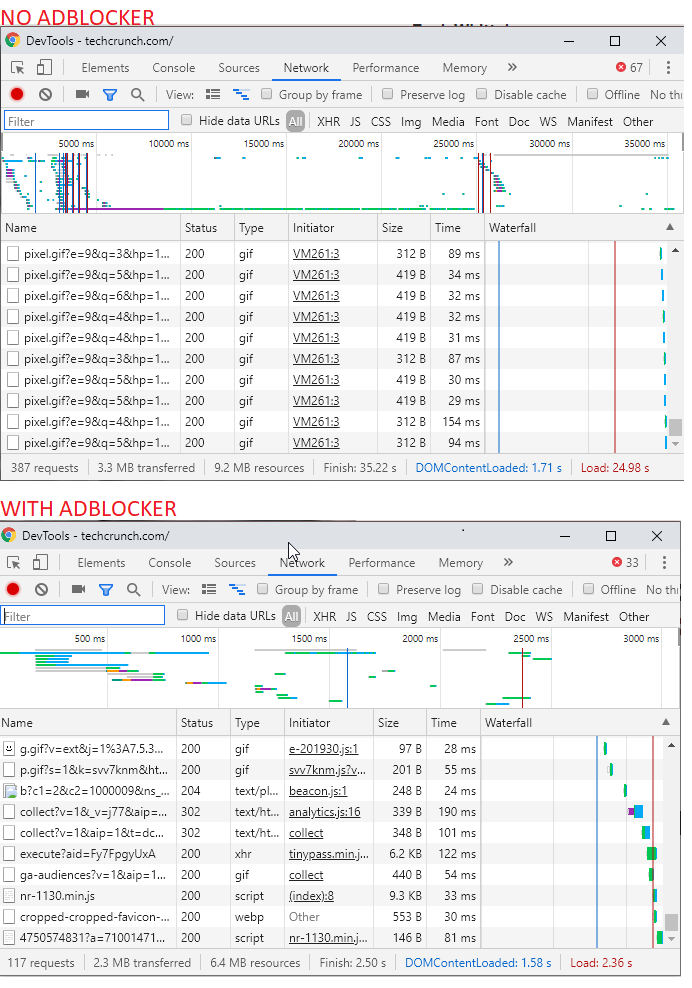 NO ADBLOCKER
DevTools - techcrunch.com/
Elements Console Sources Network Performance Memory » 67
View: Group by frame Preserve log Disable cache Offline No thr
Filter Hide data URLs All XHR JS CSS Img Media Font Doc WS Manifest Other
5000 ms 10000 ms 15000 ms 20000 ms 25000 ms 30000 ms 35000 ms
Name Status Type Initiator Size Time Waterfall
pixel.gif?e=9&q=3&hp=1... 200 gif VM261:3 312 B 89 ms
pixel.gif?e=9&q=5&hp=1... 200 gif VM261:3 419 B 34 ms
pixel.gif?e=9&q=6&hp=1... 200 gif VM261:3 419 B 32 ms
pixel.gif?e=9&q=4&hp=1... 200 gif VM261:3 419 B 32 ms
pixel.gif?e=9&q=4&hp=1... 200 gif VM261:3 419 B 31 ms
pixel.gif?e=9&q=3&hp=1... 200 gif VM261:3 312 B 87 ms
pixel.gif?e=9&q=5&hp=1... 200 gif VM261:3 419 B 30 ms
pixel.gif?e=9&q=5&hp=1... 200 gif VM261:3 419 B 29 ms
pixel.gif?e=9&q=4&hp=1... 200 gif VM261:3 312 B 154 ms
pixel.gif?e=9&q=5&hp=1... 200 gif VM261:3 312 B 94 ms
387 requests 3.3 MB transferred 9.2 MB resources Finish: 35.22 s DOMContentLoaded: 1.71 s Load: 24.98 s
WITH ADBLOCKER
DevTools - techcrunch.com/
Elements Console Sources Network Performance Memory » 33
View: Group by frame Preserve log Disable cache Offline No thr
Filter Hide data URLs All XHR JS CSS Img Media Font Doc WS Manifest Other
500 ms 1000 ms 1500 ms 2000 ms 2500 ms 3000 ms
Name Status Type Initiator Size Time Waterfall
g.gif?v=ext&j=1%3A7.5.3... 200 gif e-201930.js:1 97 B 28 ms
p.gif?s=1&k=svv7knm&ht... 200 gif svv7knm.js?v... 201 B 55 ms
b?c1=2&c2=1000009&ns_... 204 text/pl... beacon.js:1 248 B 24 ms
collect?v=1&_v=j77&aip=... 302 text/ht... analytics.js:16 339 B 190 ms
collect?v=1&aip=1&t=dc... 302 text/ht... collect 348 B 101 ms
execute?aid=Fy7FpgyUxA 200 xhr tinypass.min.j... 6.2 KB 122 ms
ga-audiences?v=1&aip=1... 200 gif collect 440 B 54 ms
nr-1130.min.js 200 script (index):8 9.3 KB 33 ms
cropped-cropped-favicon-... 200 webp Other 553 B 30 ms
4750574831?a=71001471... 200 script nr-1130.min.j... 146 B 81 ms
117 requests 2.3 MB transferred 6.4 MB resources Finish: 2.50 s DOMContentLoaded: 1.58 s Load: 2.36 s